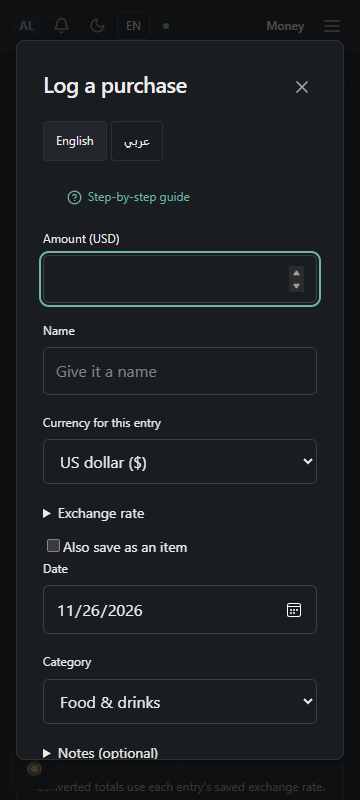 AL
EN
Money
Log a purchase
English
عربي
Step-by-step guide
Amount (USD)
Name
Give it a name
Currency for this entry
US dollar ($)
Exchange rate
Also save as an item
Date
11/26/2026
Category
Food & drinks
Notes (optional)
Converted totals use each entry's saved exchange rate.